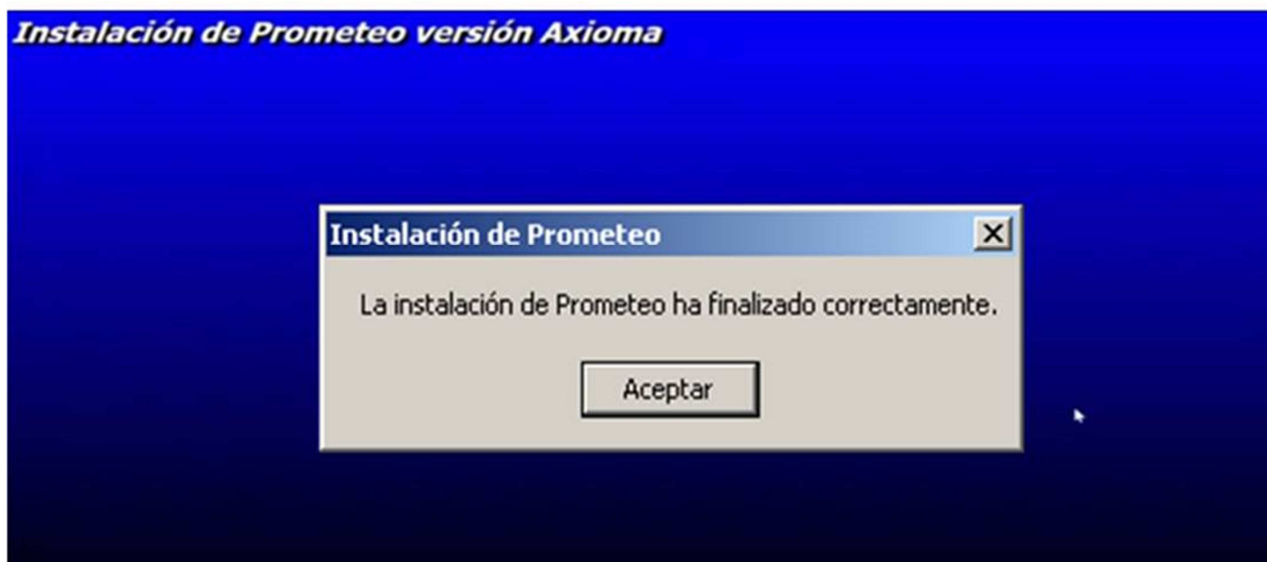 Instalación de Prometeo versión Axioma
Instalación de Prometeo
La instalación de Prometeo ha finalizado correctamente.
Aceptar